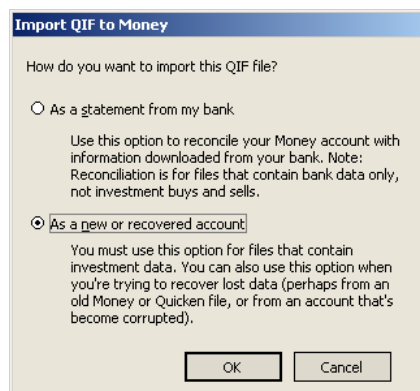 Import QIF to Money
How do you want to import this QIF file?
As a statement from my bank
Use this option to reconcile your Money account with
information downloaded from your bank. Note:
Reconciliation is for files that contain bank data only,
not investment buys and sells.
As a new or recovered account
You must use this option for files that contain
investment data. You can also use this option when
you're trying to recover lost data (perhaps from an
old Money or Quicken file, or from an account that's
become corrupted).
OK Cancel